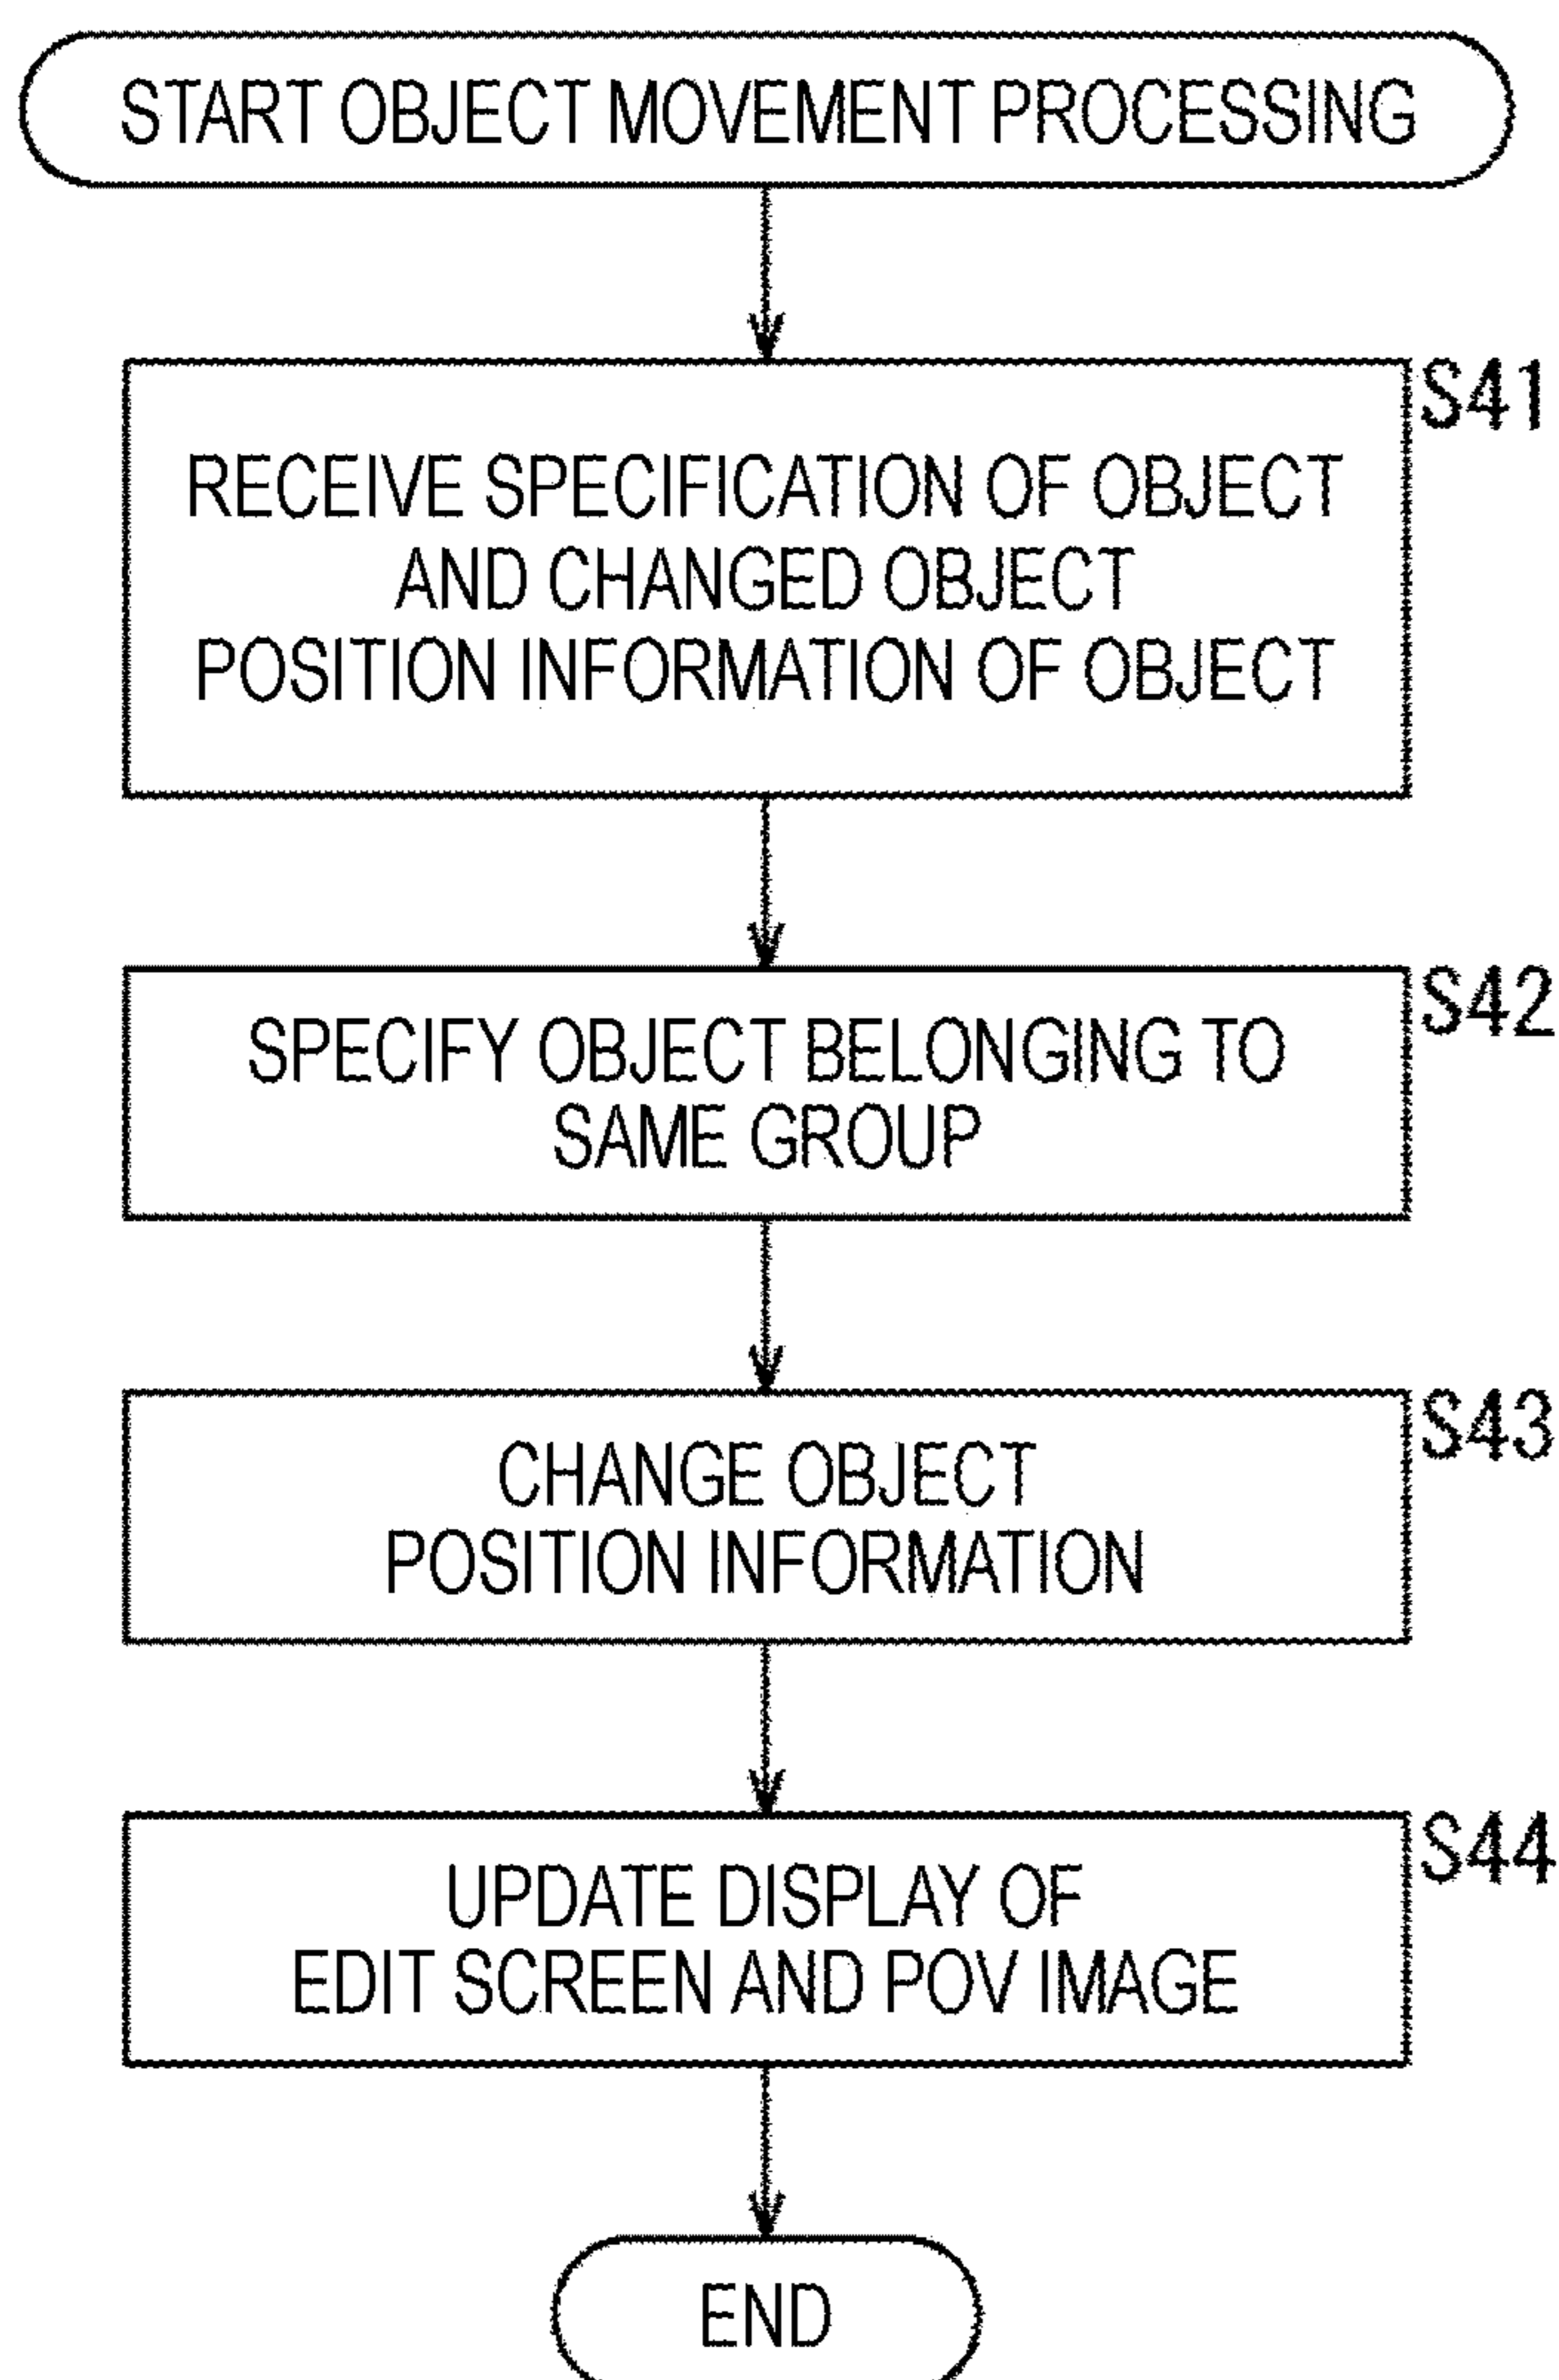 START OBJECT MOVEMENT PROCESSING
S41
RECEIVE SPECIFICATION OF OBJECT
AND CHANGED OBJECT
POSITION INFORMATION OF OBJECT
S42
SPECIFY OBJECT BELONGING TO
SAME GROUP
S43
CHANGE OBJECT
POSITION INFORMATION
S44
UPDATE DISPLAY OF
EDIT SCREEN AND POV IMAGE
END